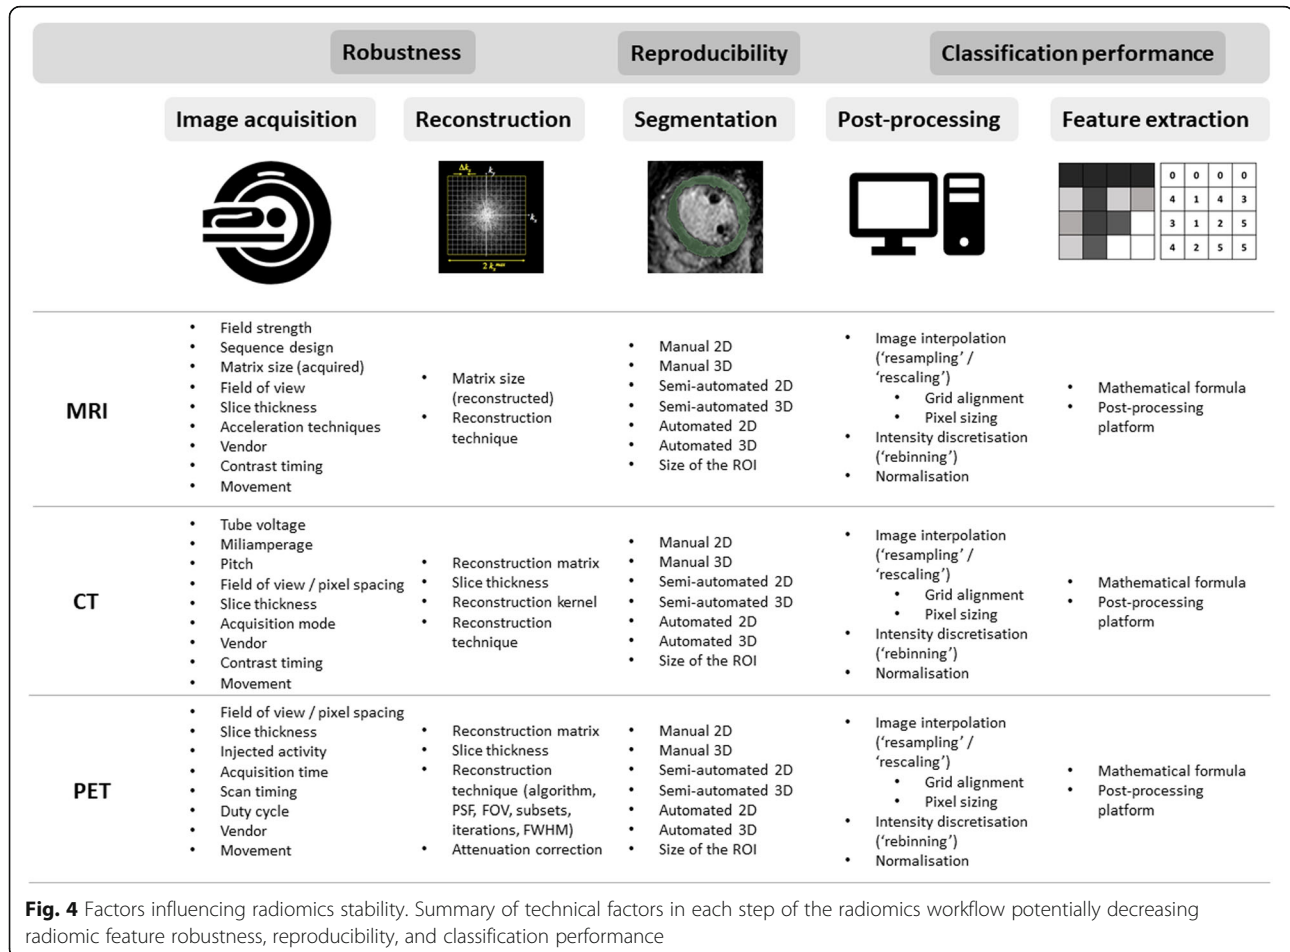 Robustness
Reproducibility
Classification performance
Image acquisition
Reconstruction
Segmentation
Post-processing
Feature extraction
Δkx
ky
kx
2 kx max
0 0 0 0
4 1 4 3
3 1 2 5
4 2 5 5
MRI
• Field strength
• Sequence design
• Matrix size (acquired)
• Field of view
• Slice thickness
• Acceleration techniques
• Vendor
• Contrast timing
• Movement
• Matrix size
(reconstructed)
• Reconstruction
technique
• Manual 2D
• Manual 3D
• Semi-automated 2D
• Semi-automated 3D
• Automated 2D
• Automated 3D
• Size of the ROI
• Image interpolation
('resampling' /
'rescaling')
• Grid alignment
• Pixel sizing
• Intensity discretisation
('rebinning')
• Normalisation
• Mathematical formula
• Post-processing
platform
CT
• Tube voltage
• Miliamperage
• Pitch
• Field of view / pixel spacing
• Slice thickness
• Acquisition mode
• Vendor
• Contrast timing
• Movement
• Reconstruction matrix
• Slice thickness
• Reconstruction kernel
• Reconstruction
technique
• Manual 2D
• Manual 3D
• Semi-automated 2D
• Semi-automated 3D
• Automated 2D
• Automated 3D
• Size of the ROI
• Image interpolation
('resampling' /
'rescaling')
• Grid alignment
• Pixel sizing
• Intensity discretisation
('rebinning')
• Normalisation
• Mathematical formula
• Post-processing
platform
PET
• Field of view / pixel spacing
• Slice thickness
• Injected activity
• Acquisition time
• Scan timing
• Duty cycle
• Vendor
• Movement
• Reconstruction matrix
• Slice thickness
• Reconstruction
technique (algorithm,
PSF, FOV, subsets,
iterations, FWHM)
• Attenuation correction
• Manual 2D
• Manual 3D
• Semi-automated 2D
• Semi-automated 3D
• Automated 2D
• Automated 3D
• Size of the ROI
• Image interpolation
('resampling' /
'rescaling')
• Grid alignment
• Pixel sizing
• Intensity discretisation
('rebinning')
• Normalisation
• Mathematical formula
• Post-processing
platform
Fig. 4 Factors influencing radiomics stability. Summary of technical factors in each step of the radiomics workflow potentially decreasing
radiomic feature robustness, reproducibility, and classification performance